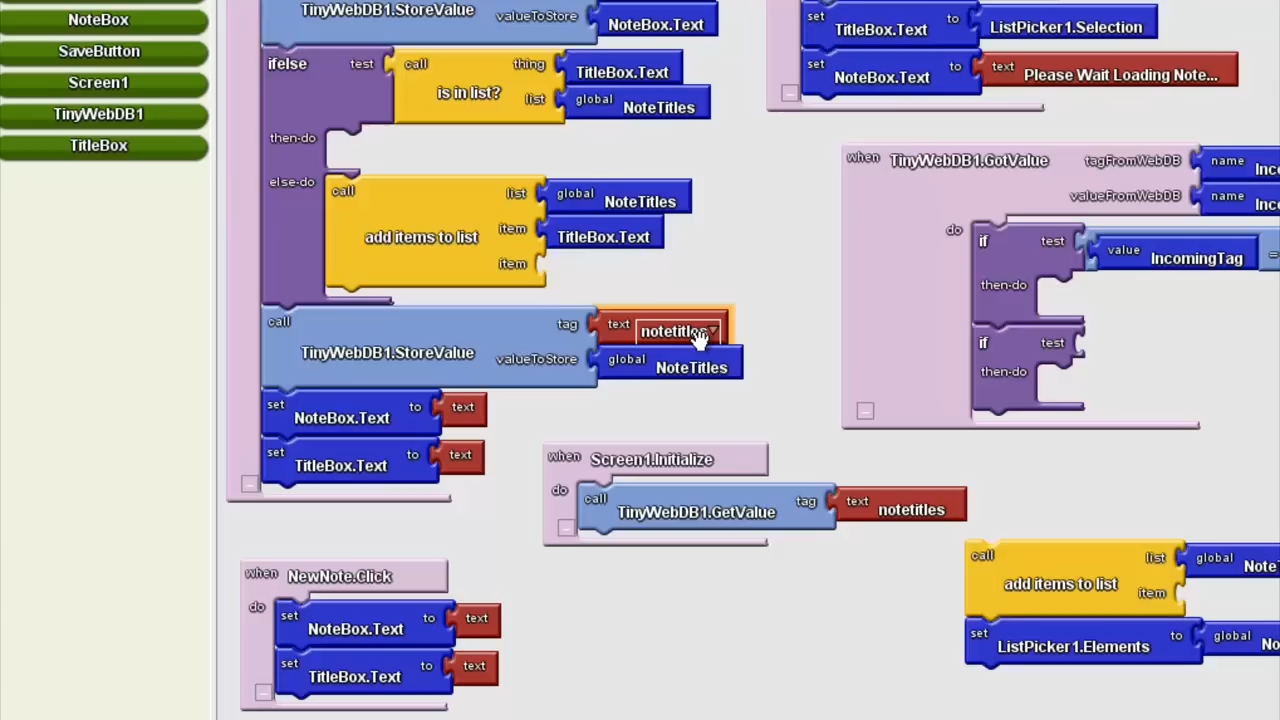 NoteBox
SaveButton
Screen1
TinyWebDB1
TitleBox
TinyWebDB1.StoreValue valueToStore NoteBox.Text
ifelse test call is in list? thing TitleBox.Text
list global NoteTitles
then-do
else-do
call add items to list list global NoteTitles
item TitleBox.Text
item
call TinyWebDB1.StoreValue tag text notetitles
valueToStore global NoteTitles
set NoteBox.Text to text
set TitleBox.Text to text
when NewNote.Click
do
set NoteBox.Text to text
set TitleBox.Text to text
when Screen1.Initialize
do call TinyWebDB1.GetValue tag text notetitles
set TitleBox.Text to ListPicker1.Selection
set NoteBox.Text to text Please Wait Loading Note...
when TinyWebDB1.GotValue tagFromWebDB name
valueFromWebDB name
do
if test value IncomingTag =
then-do
if test
then-do
call add items to list list global
item
set ListPicker1.Elements to global